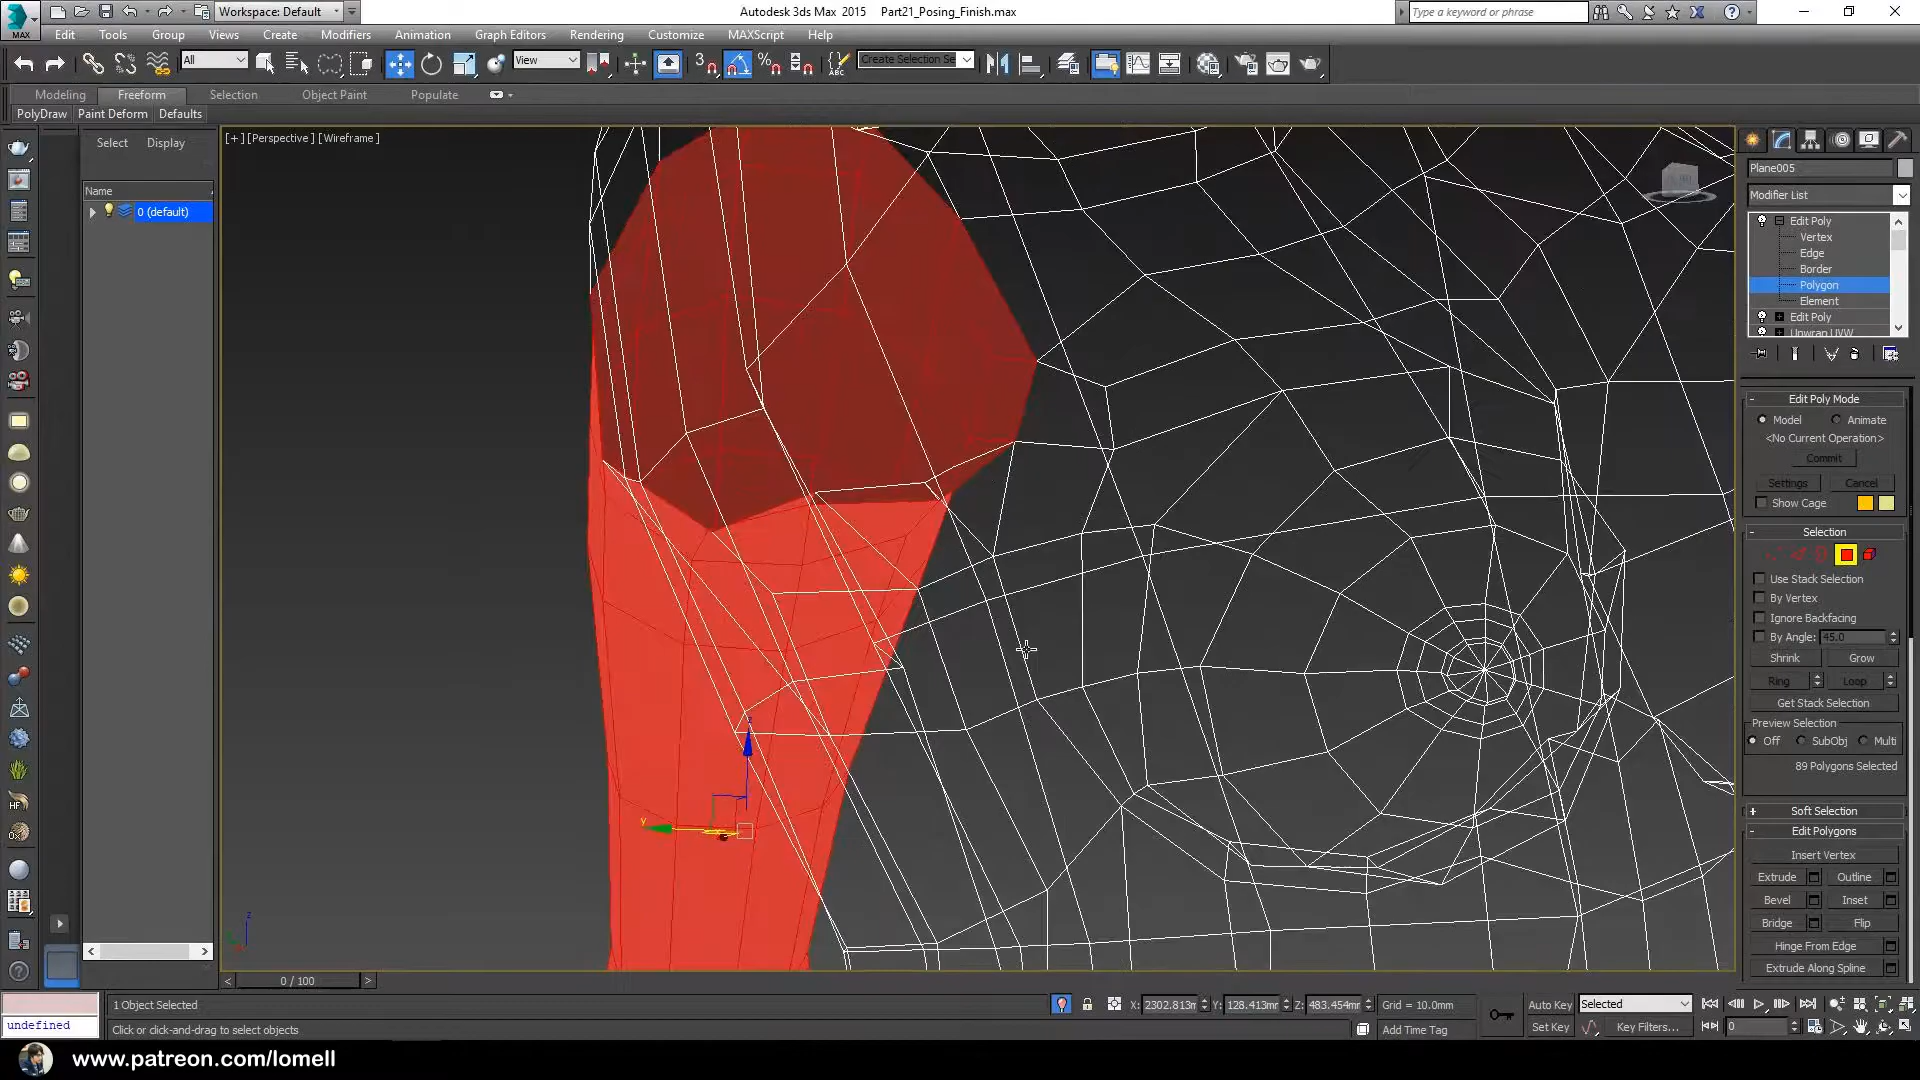 Workspace: Default
Autodesk 3ds Max 2015 Part21_Posing_Finish.max
Type a keyword or phrase
MAX
Edit Tools Group Views Create Modifiers Animation Graph Editors Rendering Customize MAXScript Help
All
View
3
ABC
Create Selection Se
Modeling Freeform Selection Object Paint Populate
PolyDraw Paint Deform Defaults
Select Display
Name
0 (default)
[+][Perspective][Wireframe]
Plane005
Modifier List
Edit Poly
Vertex
Edge
Border
Polygon
Element
Edit Poly
Unwrap UVW
Edit Poly Mode
Model Animate
<No Current Operation>
Commit
Settings Cancel
Show Cage
Selection
Use Stack Selection
By Vertex
Ignore Backfacing
By Angle: 45.0
Shrink Grow
Ring Loop
Get Stack Selection
Preview Selection
Off SubObj Multi
89 Polygons Selected
Soft Selection
Edit Polygons
Insert Vertex
Extrude Outline
Bevel Inset
Bridge Flip
Hinge From Edge
Extrude Along Spline
HF
z
y
z
0 / 100
1 Object Selected
X: 2302.813m Y: 128.413mm Z: 483.454mm Grid = 10.0mm
Auto Key Selected
undefined
Click or click-and-drag to select objects
Add Time Tag
Set Key Key Filters...
0
www.patreon.com/lomell